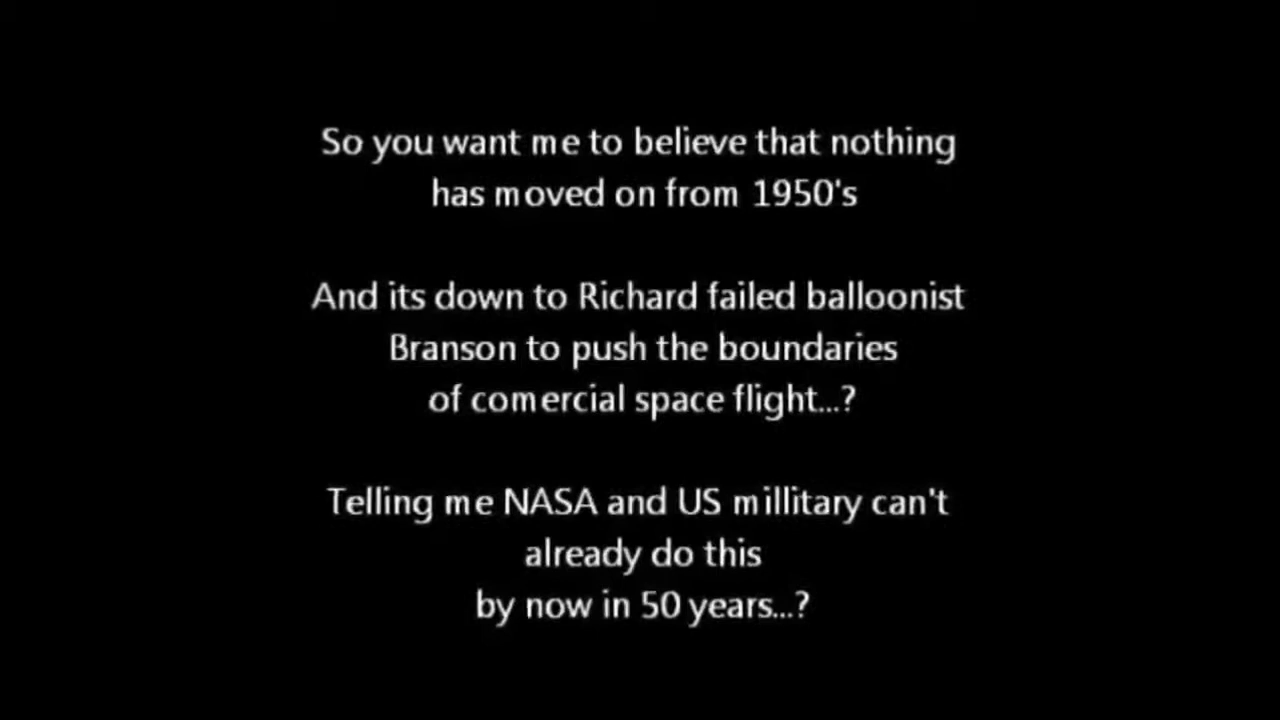 So you want me to believe that nothing
has moved on from 1950's
And its down to Richard failed balloonist
Branson to push the boundaries
of comercial space flight...?
Telling me NASA and US millitary can't
already do this
by now in 50 years...?